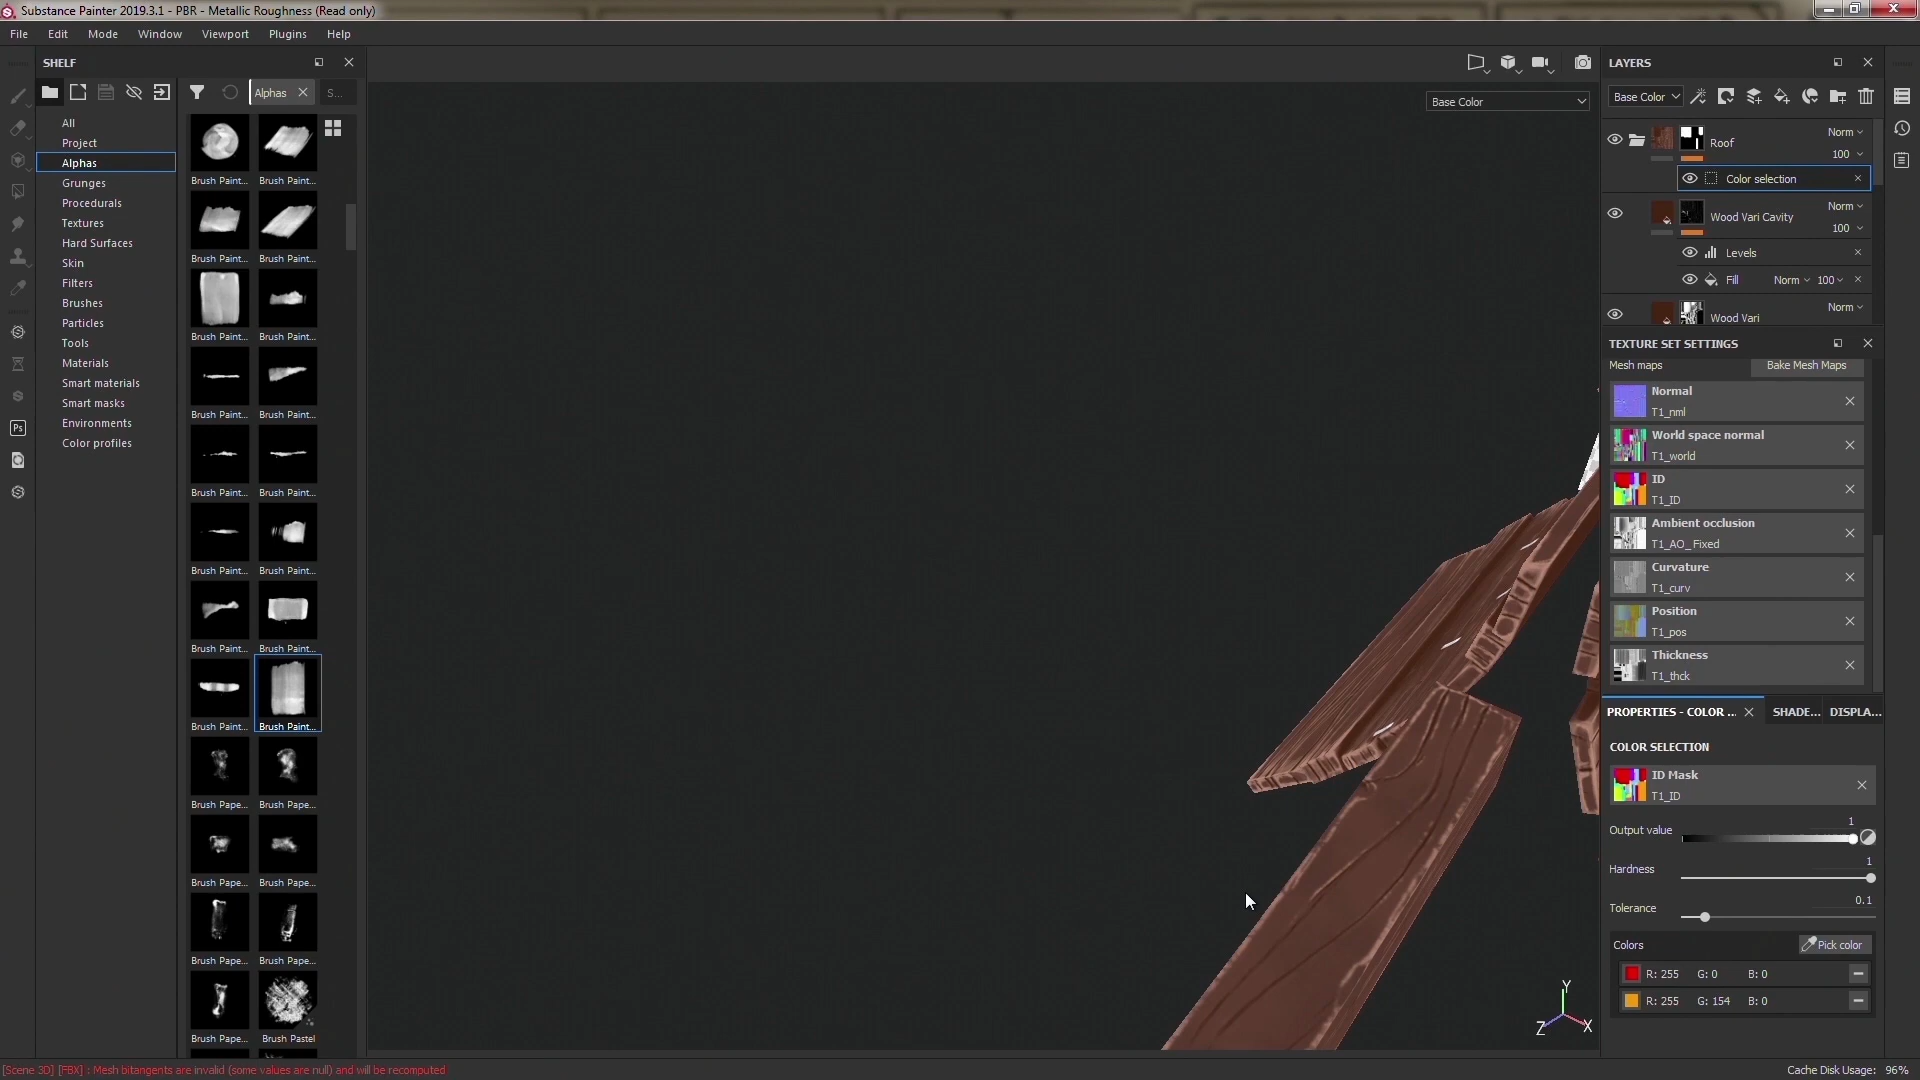 Substance Painter 2019.3.1 - PBR - Metallic Roughness (Read only)
File Edit Mode Window Viewport Plugins Help
SHELF
Alphas
S...
All
Project
Alphas
Grunges
Procedurals
Textures
Hard Surfaces
Skin
Filters
Brushes
Particles
Tools
Materials
Smart materials
Smart masks
Environments
Color profiles
Ps
Brush Paint... Brush Paint...
Brush Paint... Brush Paint...
Brush Paint... Brush Paint...
Brush Paint... Brush Paint...
Brush Paint... Brush Paint...
Brush Paint... Brush Paint...
Brush Paint... Brush Paint...
Brush Paint... Brush Paint...
Brush Pape... Brush Pape...
Brush Pape... Brush Pape...
Brush Pape... Brush Pape...
Brush Pape... Brush Pastel
Base Color
Y
Z X
LAYERS
Base Color
Roof Norm
100
Color selection
Wood Vari Cavity Norm
100
Levels
Fill Norm 100
Wood Vari Norm
TEXTURE SET SETTINGS
Mesh maps Bake Mesh Maps
Normal
T1_nml
World space normal
T1_world
ID
T1_ID
Ambient occlusion
T1_AO_Fixed
Curvature
T1_curv
Position
T1_pos
Thickness
T1_thck
PROPERTIES - COLOR ... SHADE... DISPLA...
COLOR SELECTION
ID Mask
T1_ID
Output value 1
Hardness 1
Tolerance 0.1
Colors Pick color
R: 255 G: 0 B: 0
R: 255 G: 154 B: 0
[Scene 3D] [FBX] : Mesh bitangents are invalid (some values are null) and will be recomputed
Cache Disk Usage: 96%